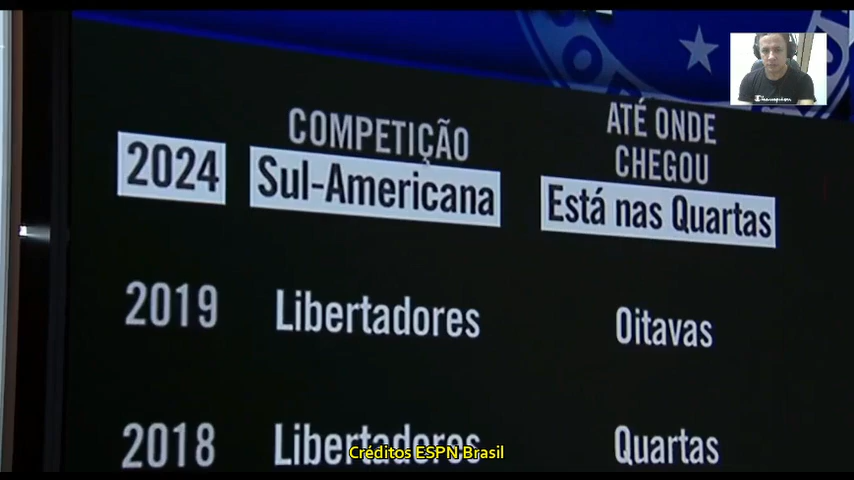 COMPETIÇÃO
ATÉ ONDE
CHEGOU
2024 Sul-Americana Está nas Quartas
2019 Libertadores Oitavas
2018 Libertadores Quartas
Créditos ESPN Brasil